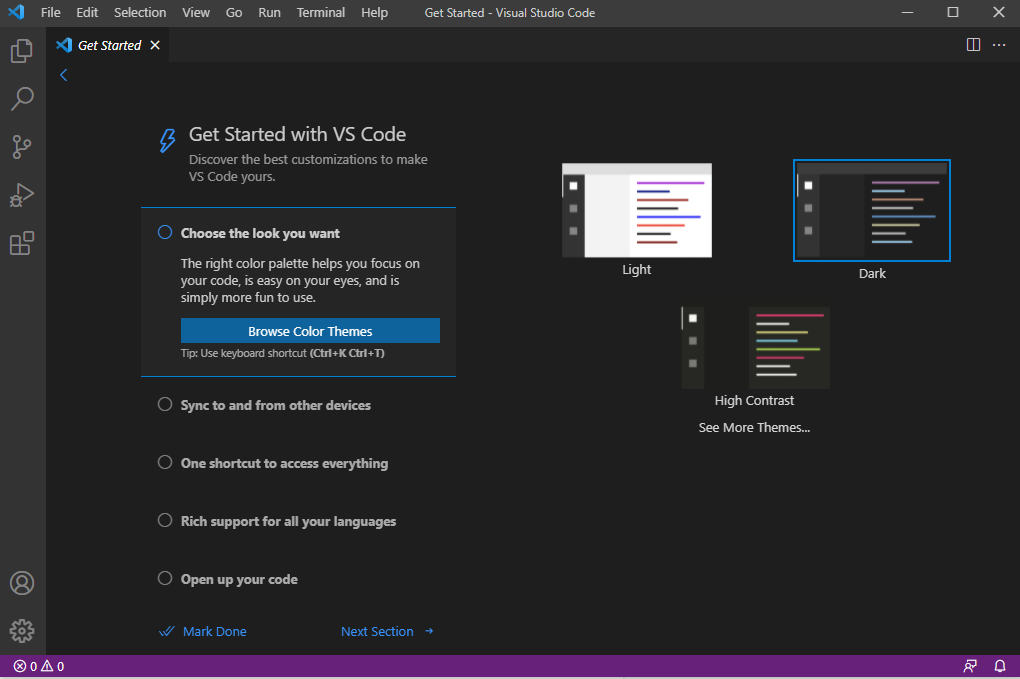 File Edit Selection View Go Run Terminal Help Get Started - Visual Studio Code
Get Started
Get Started with VS Code
Discover the best customizations to make
VS Code yours.
Choose the look you want
The right color palette helps you focus on
your code, is easy on your eyes, and is
simply more fun to use.
Browse Color Themes
Tip: Use keyboard shortcut (Ctrl+K Ctrl+T)
Sync to and from other devices
One shortcut to access everything
Rich support for all your languages
Open up your code
Mark Done Next Section
Light
Dark
High Contrast
See More Themes...
0 0